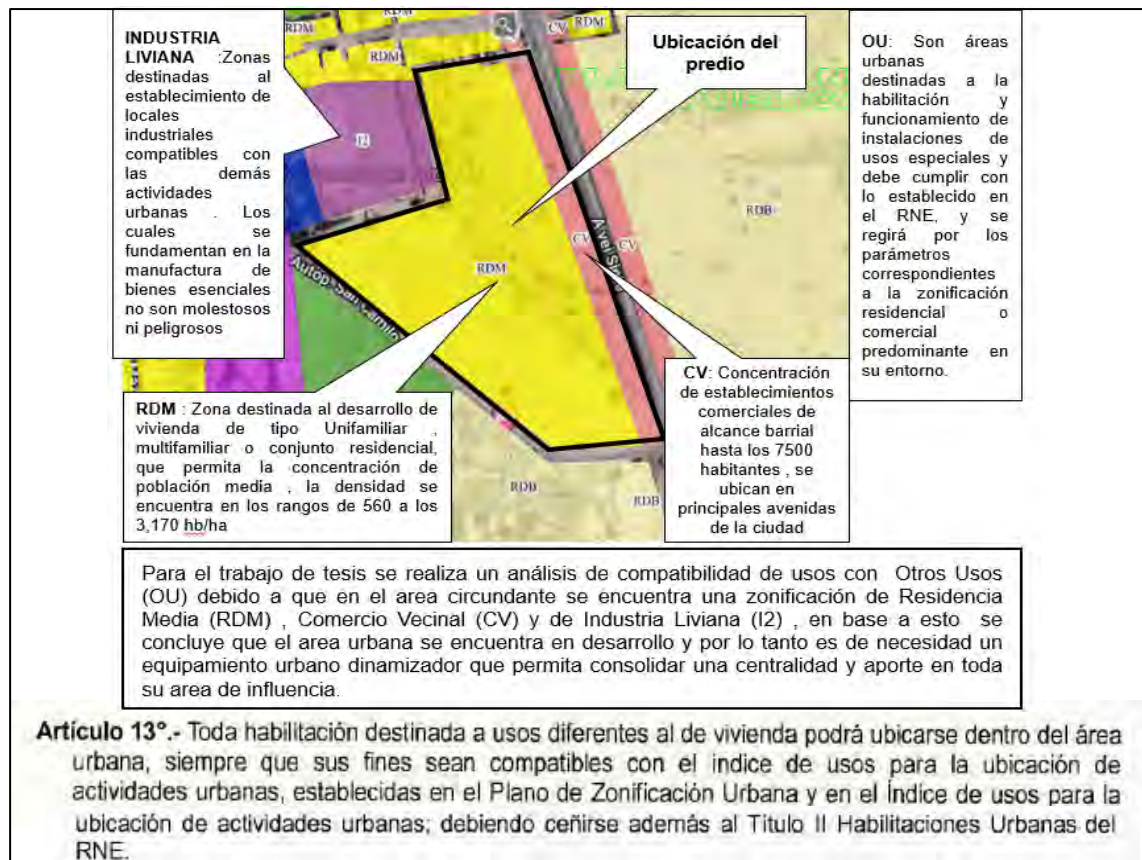 INDUSTRIA
LIVIANA :Zonas
destinadas al
establecimiento de
locales
industriales
compatibles con
las demás
actividades
urbanas . Los
cuales se
fundamentan en la
manufactura de
bienes esenciales
no son molestosos
ni peligrosos
Ubicación del
predio
OU: Son áreas
urbanas
destinadas a la
habilitación y
funcionamiento de
instalaciones de
usos especiales y
debe cumplir con
lo establecido en
el RNE, y se
regirá por los
parámetros
correspondientes
a la zonificación
residencial o
comercial
predominante en
su entorno.
RDM
RDM
RDM
CV
RDM
I2
RDM
CV
CV
RDB
RDB
RDB
RDM : Zona destinada al desarrollo de
vivienda de tipo Unifamiliar ,
multifamiliar o conjunto residencial,
que permita la concentración de
población media , la densidad se
encuentra en los rangos de 560 a los
3,170 hb/ha
CV: Concentración
de establecimientos
comerciales de
alcance barrial
hasta los 7500
habitantes , se
ubican en
principales avenidas
de la ciudad
Para el trabajo de tesis se realiza un análisis de compatibilidad de usos con Otros Usos
(OU) debido a que en el area circundante se encuentra una zonificación de Residencia
Media (RDM) , Comercio Vecinal (CV) y de Industria Liviana (I2) , en base a esto se
concluye que el area urbana se encuentra en desarrollo y por lo tanto es de necesidad un
equipamiento urbano dinamizador que permita consolidar una centralidad y aporte en toda
su area de influencia.
Artículo 13°.- Toda habilitación destinada a usos diferentes al de vivienda podrá ubicarse dentro del área
urbana, siempre que sus fines sean compatibles con el índice de usos para la ubicación de
actividades urbanas, establecidas en el Plano de Zonificación Urbana y en el Índice de usos para la
ubicación de actividades urbanas; debiendo ceñirse además al Titulo II Habilitaciones Urbanas del
RNE.